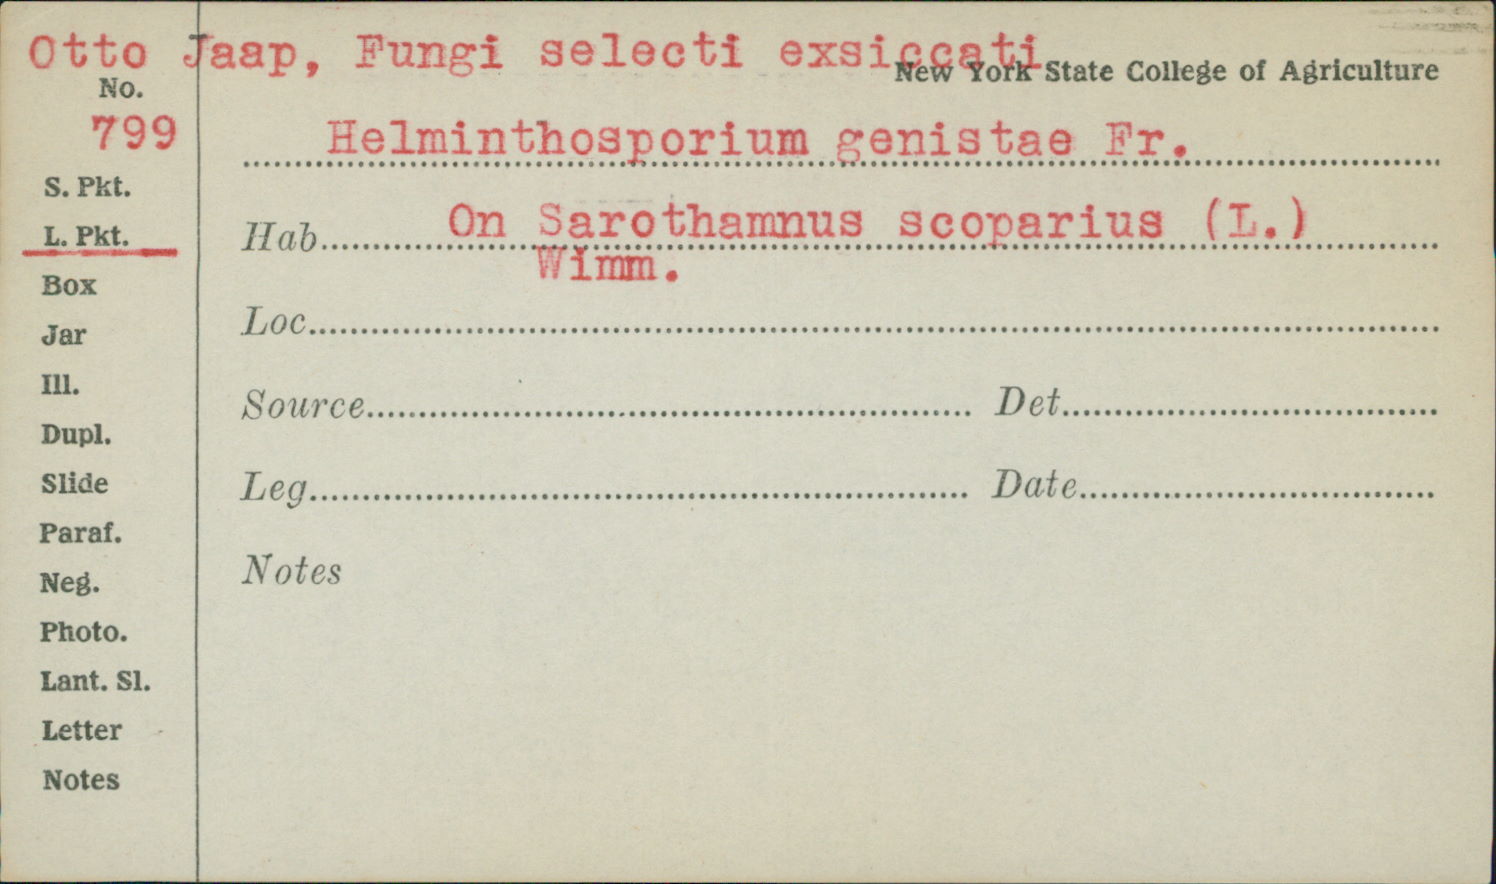 Otto Jaap, Fungi selecti exsiccati
New York State College of Agriculture
No.
799
Helminthosporium genistae Fr.
S. Pkt.
L. Pkt.
Hab. On Sarothamnus scoparius (L.)
Wimm.
Box
Loc.
Jar
Ill.
Source Det.
Dupl.
Slide
Leg. Date
Paraf.
Notes
Neg.
Photo.
Lant. Sl.
Letter
Notes